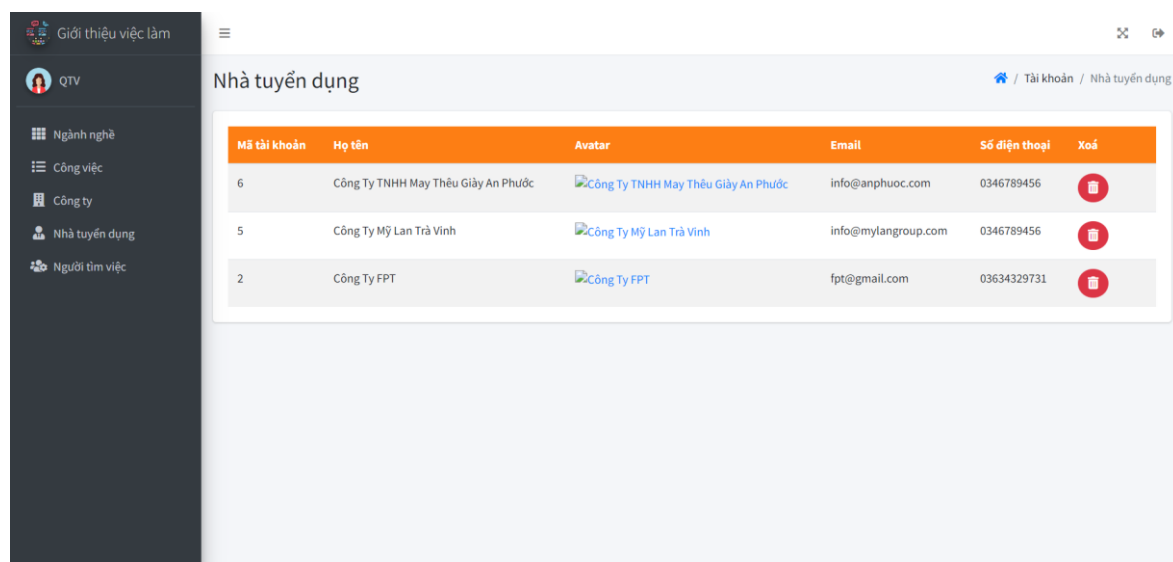 Giới thiệu việc làm
QTV
Ngành nghề
Công việc
Công ty
Nhà tuyển dụng
Người tìm việc
Nhà tuyển dụng
/ Tài khoản / Nhà tuyển dụng
Mã tài khoản Họ tên Avatar Email Số điện thoại Xoá
6 Công Ty TNHH May Thêu Giày An Phước Công Ty TNHH May Thêu Giày An Phước info@anphuoc.com 0346789456
5 Công Ty Mỹ Lan Trà Vinh Công Ty Mỹ Lan Trà Vinh info@mylangroup.com 0346789456
2 Công Ty FPT Công Ty FPT fpt@gmail.com 03634329731